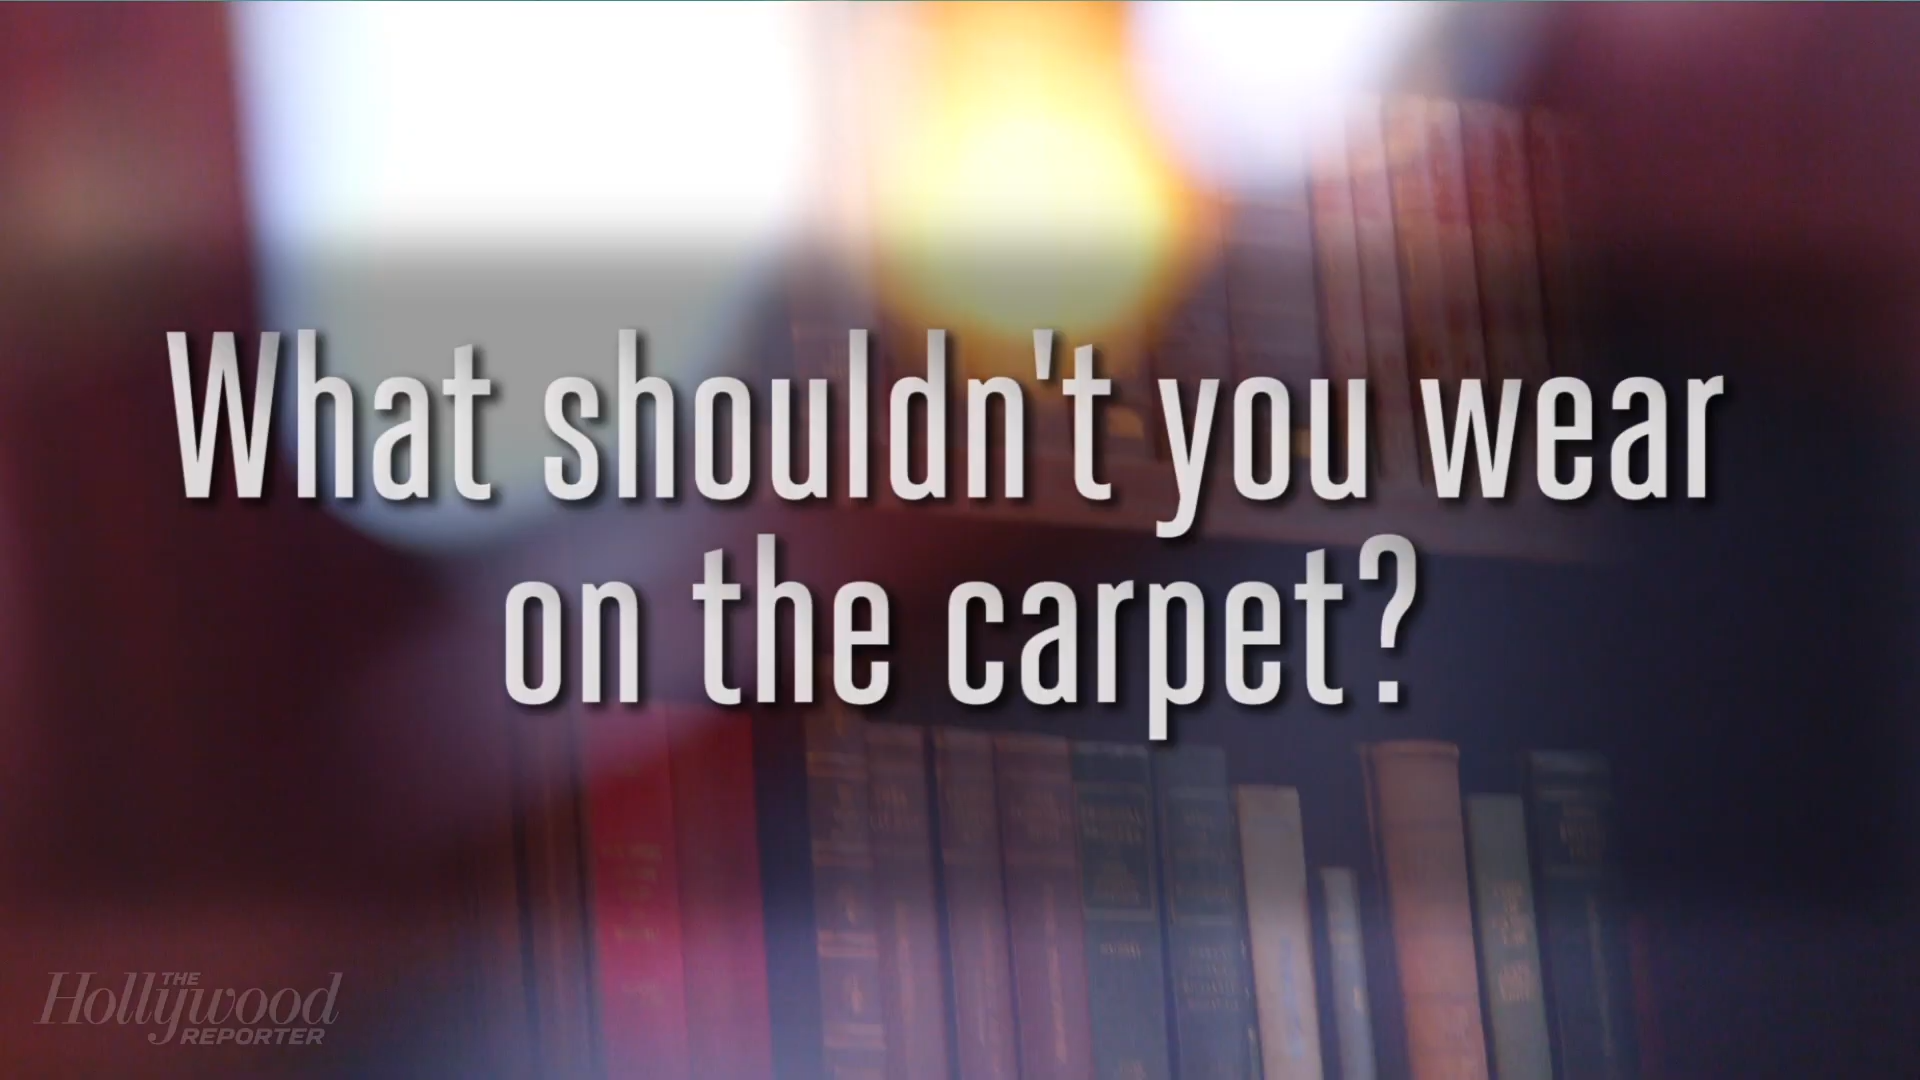 What shouldn't you wear
on the carpet?
THE
Hollywood
REPORTER